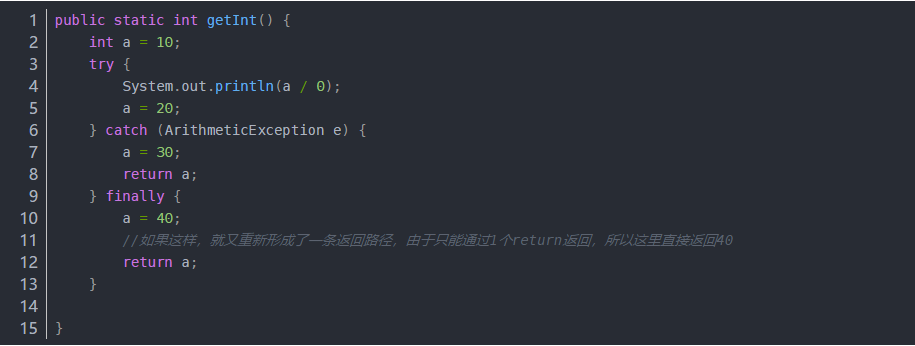 1 public static int getInt() {
2     int a = 10;
3     try {
4         System.out.println(a / 0);
5         a = 20;
6     } catch (ArithmeticException e) {
7         a = 30;
8         return a;
9     } finally {
10         a = 40;
11         //如果这样，就又重新形成了一条返回路径，由于只能通过1个return返回，所以这里直接返回40
12         return a;
13     }
14
15 }